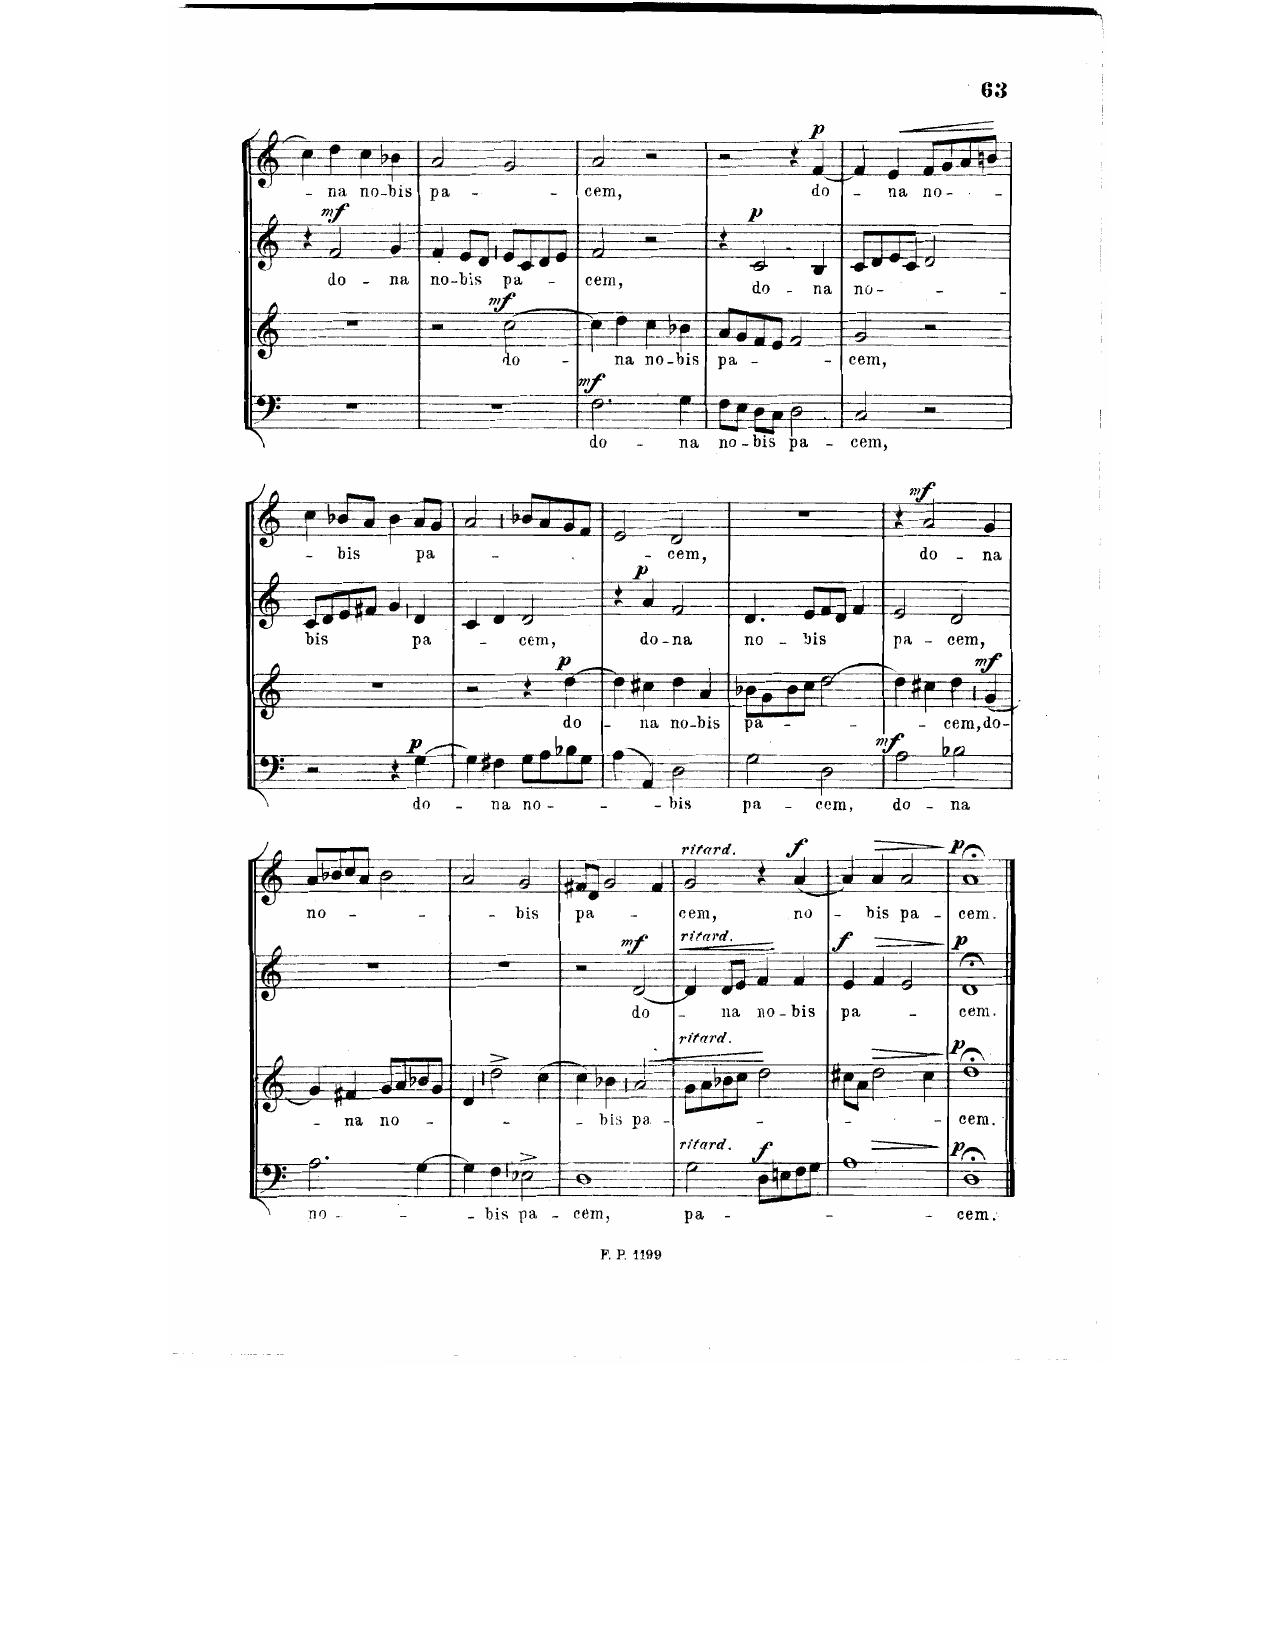 63
p
- na no-bis pa - cem, do - na no -
mf p
do - na no-bis pa - cem, do - na no -
mf
do - na no-bis pa - cem,
mf
do - na no-bis pa - cem,
mf
- bis pa - cem, do - na
p
bis pa - cem, do-na no - bis pa - cem,
p mf
do - na no-bis pa - cem, do-
p mf
do - na no - bis pa - cem, do - na
ritard. f p
no - bis pa - cem, no - bis pa - cem.
mf ritard. f p
do - na no-bis pa - cem.
ritard. p
- na no - bis pa - cem.
ritard. f p
no - bis pa - cem, pa - cem.
F. P. 1199